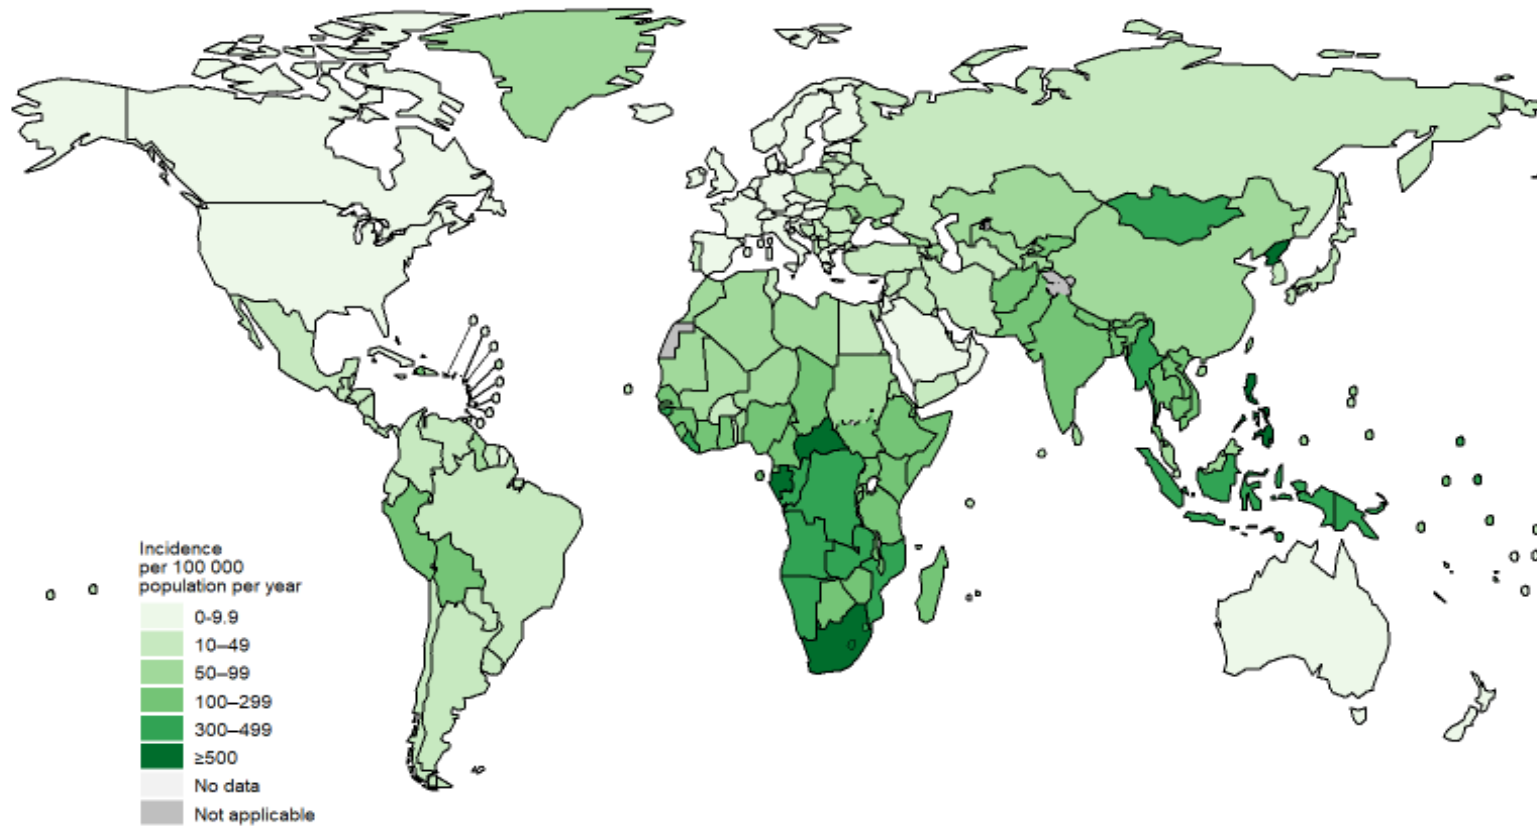 Incidence
per 100 000
population per year
0-9.9
10–49
50–99
100–299
300–499
≥500
No data
Not applicable